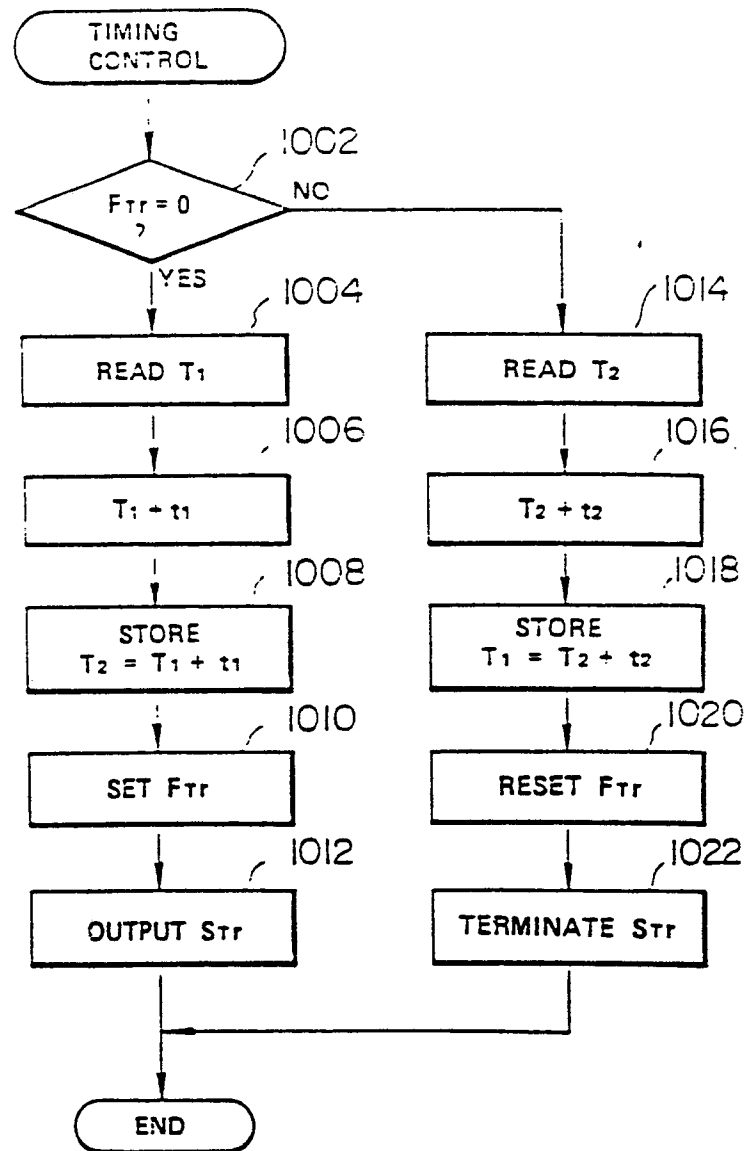 TIMING
CONTROL
1002
FTr = 0
?
NO
YES
1004
READ T1
1006
T1 + t1
1008
STORE
T2 = T1 + t1
1010
SET FTr
1012
OUTPUT STr
1014
READ T2
1016
T2 + t2
1018
STORE
T1 = T2 + t2
1020
RESET FTr
1022
TERMINATE STr
END